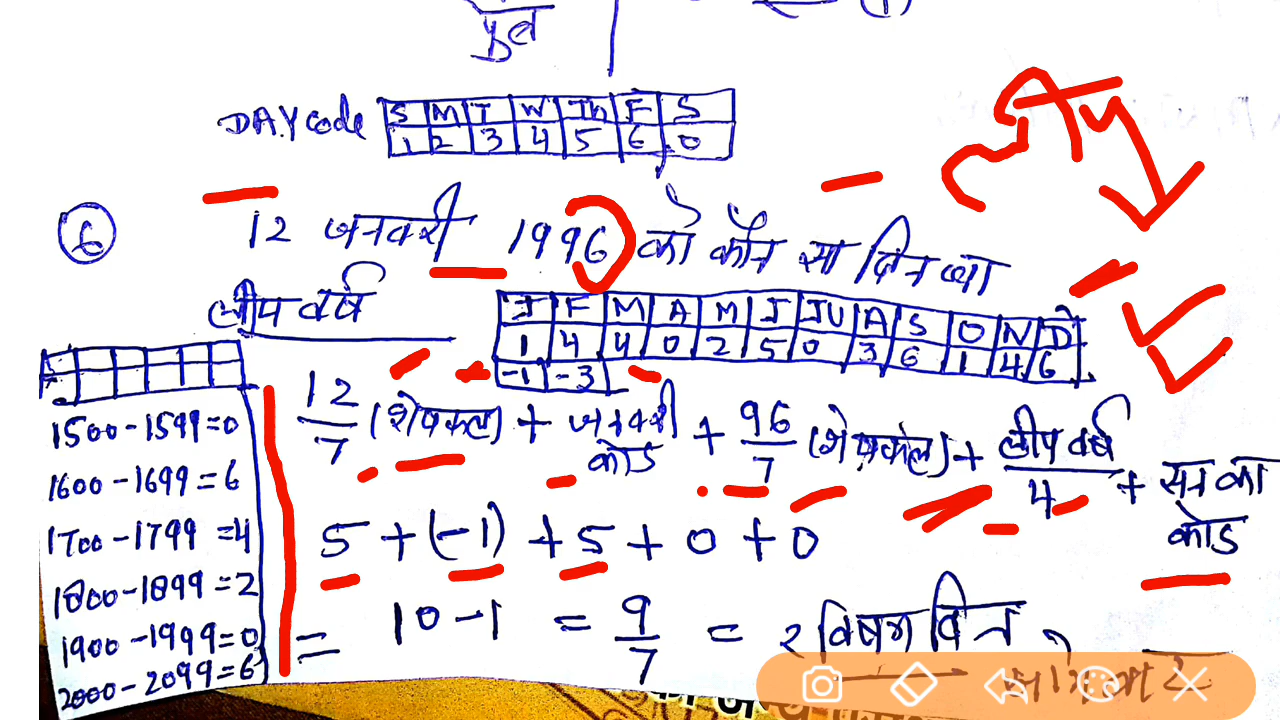 पुत्र
DAY code S M T W Th F S
1 2 3 4 5 6 0
6 12 जनवरी 1996 को कौन सा दिन था
लीप वर्ष
J F M A M J JU A S O N D
1 4 4 0 2 5 0 3 6 1 4 6
-1 -3
12/7 (शेषफल) + जनवरी कोड + 96/7 (शेषफल) + लीप वर्ष/4 + सन का कोड
5 + (-1) + 5 + 0 + 0
= 10 - 1 = 9/7 = 2 विषम दिन
1500-1599=0
1600-1699=6
1700-1799=4
1800-1899=2
1900-1999=0
2000-2099=6